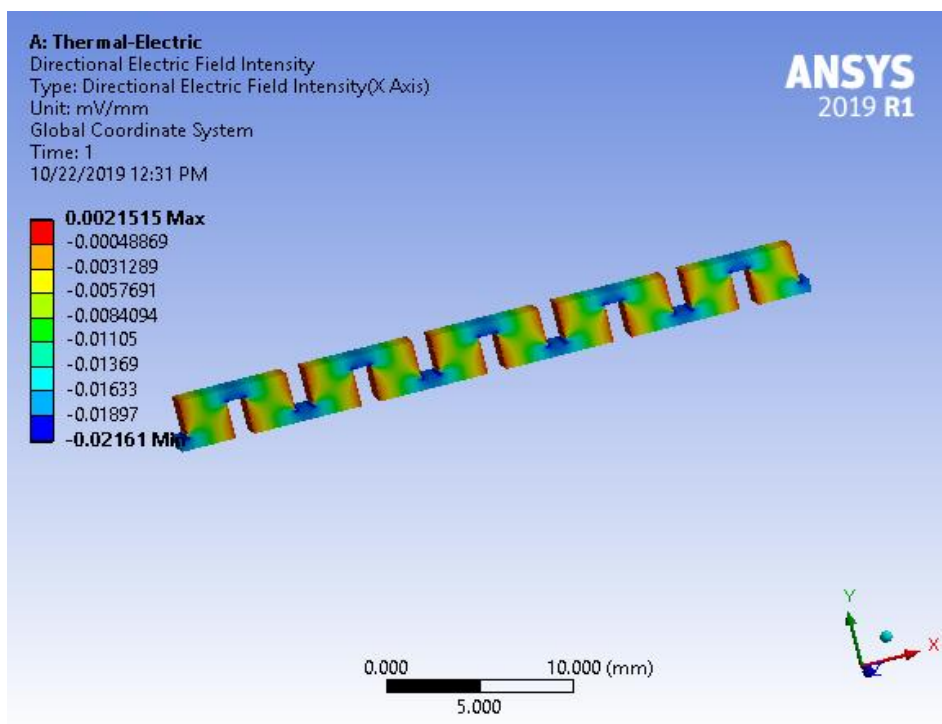 A: Thermal-Electric
Directional Electric Field Intensity
Type: Directional Electric Field Intensity(X Axis)
Unit: mV/mm
Global Coordinate System
Time: 1
10/22/2019 12:31 PM
ANSYS
2019 R1
0.0021515 Max
-0.00048869
-0.0031289
-0.0057691
-0.0084094
-0.01105
-0.01369
-0.01633
-0.01897
-0.02161 Min
Y
X
Z
0.000 10.000 (mm)
5.000